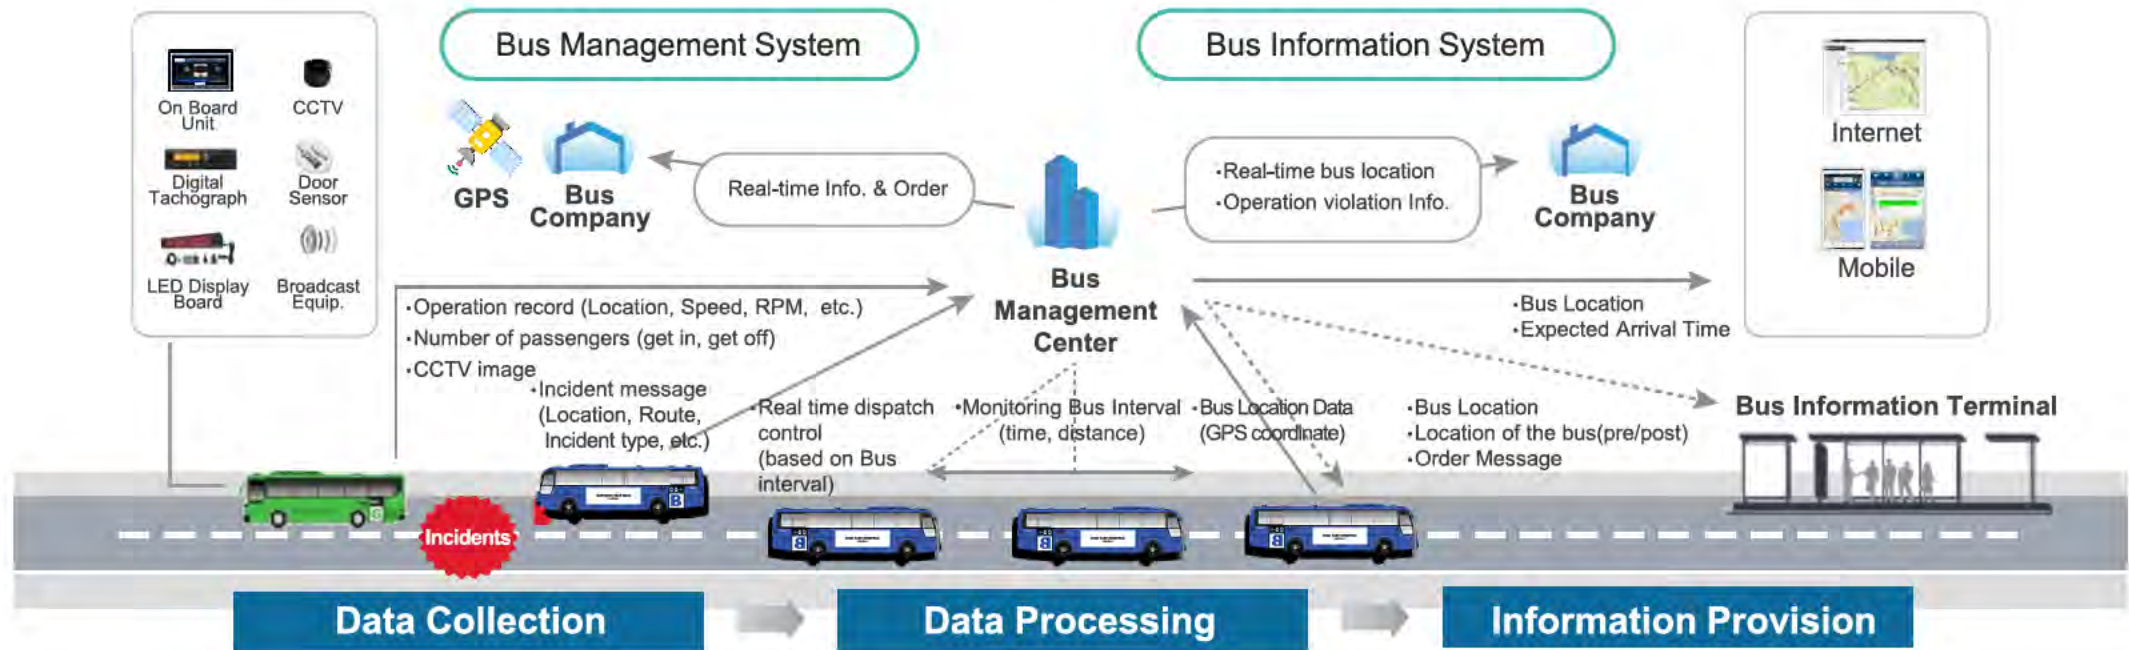 Bus Management System
Bus Information System
On Board
Unit
CCTV
Digital
Tachograph
Door
Sensor
LED Display
Board
Broadcast
Equip.
GPS
Bus
Company
Real-time Info. & Order
Bus
Management
Center
·Real-time bus location
·Operation violation Info.
Bus
Company
Internet
Mobile
·Operation record (Location, Speed, RPM, etc.)
·Number of passengers (get in, get off)
·CCTV image
·Incident message
(Location, Route,
Incident type, etc.)
·Real time dispatch
control
(based on Bus
interval)
·Monitoring Bus Interval
(time, distance)
·Bus Location Data
(GPS coordinate)
·Bus Location
·Expected Arrival Time
·Bus Location
·Location of the bus(pre/post)
·Order Message
Bus Information Terminal
Incidents
G
B
B
B
B
Data Collection
Data Processing
Information Provision